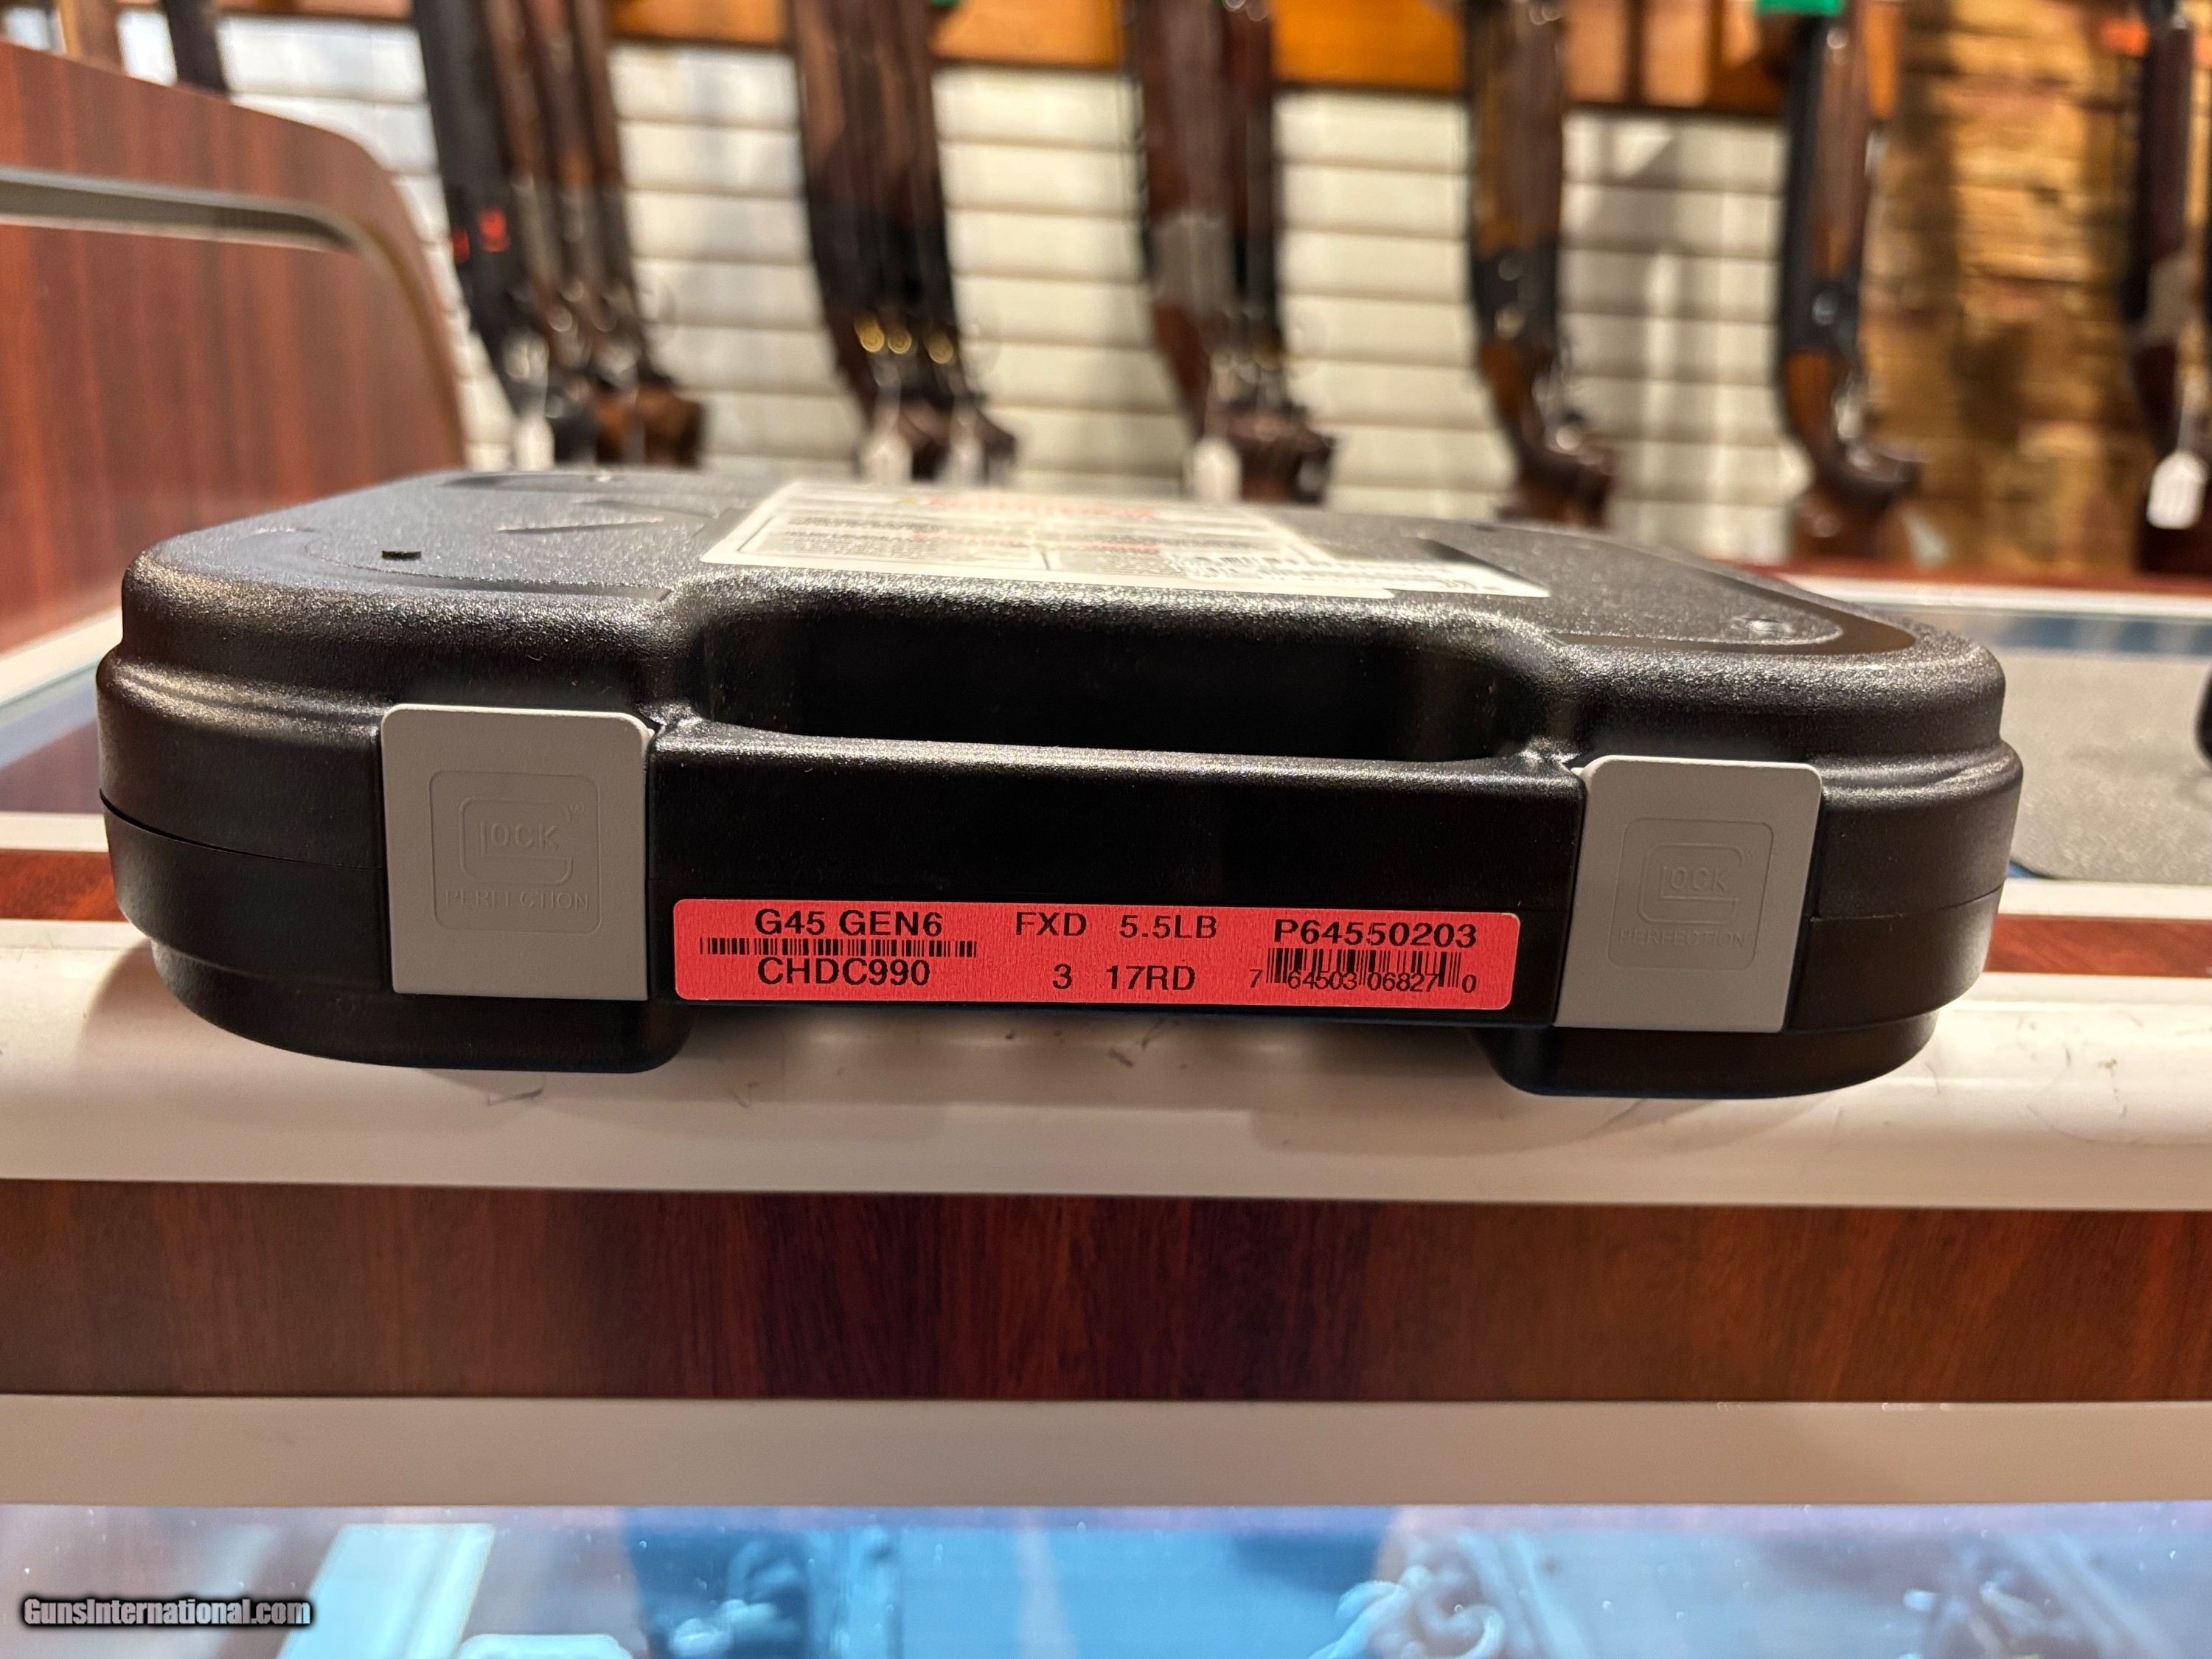 GLOCK
PERFECTION
GLOCK
PERFECTION
G45 GEN6 FXD 5.5LB P64550203
CHDC990 3 17RD 7 64503 06827 0
GunsInternational.com